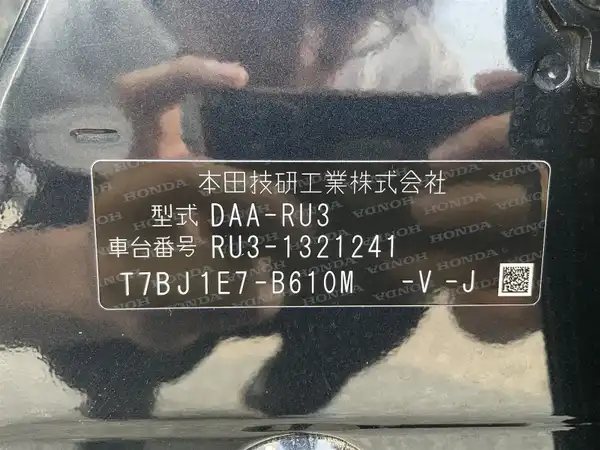 本田技研工業株式会社
型式 DAA-RU3
車台番号 RU3-1321241
T7BJ1E7-B610M -V -J